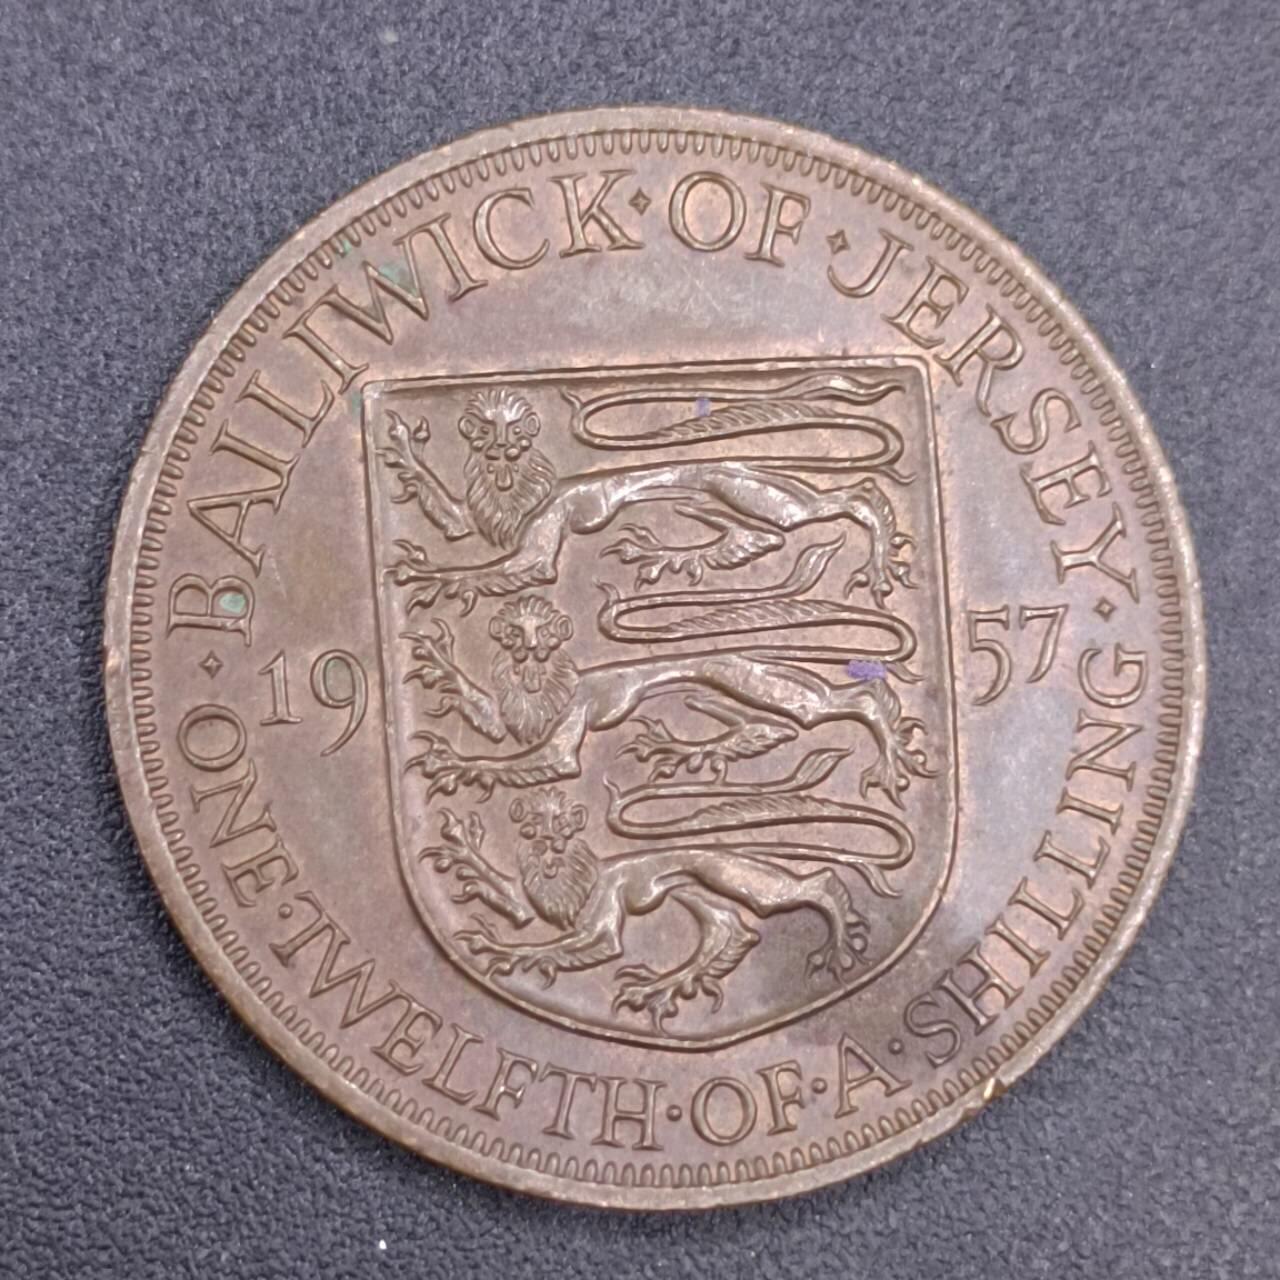 ·BAILIWICK·OF·JERSEY·
19 57
ONE·TWELFTH·OF·A·SHILLING